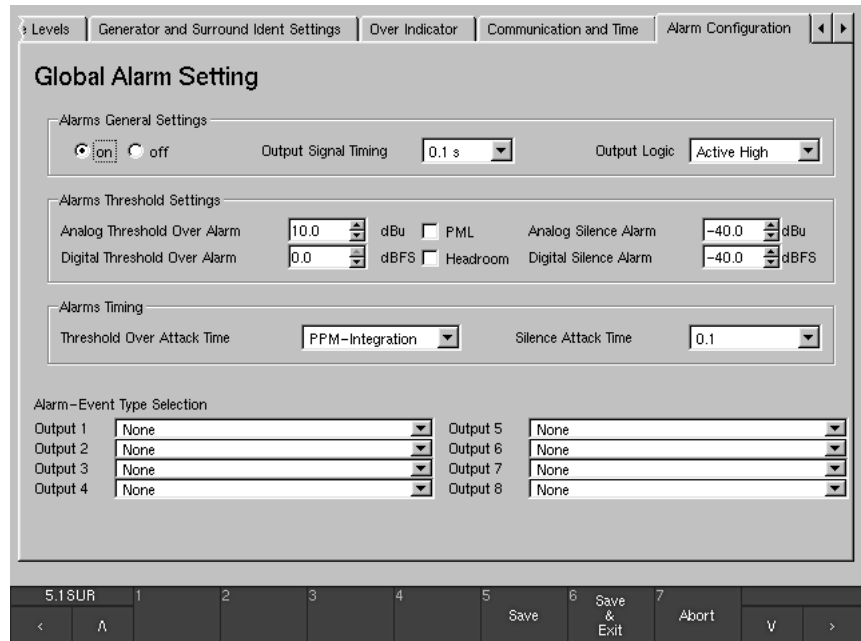 Levels Generator and Surround Ident Settings Over Indicator Communication and Time Alarm Configuration
Global Alarm Setting
Alarms General Settings
on off Output Signal Timing 0.1 s Output Logic Active High
Alarms Threshold Settings
Analog Threshold Over Alarm 10.0 dBu PML Analog Silence Alarm -40.0 dBu
Digital Threshold Over Alarm 0.0 dBFS Headroom Digital Silence Alarm -40.0 dBFS
Alarms Timing
Threshold Over Attack Time PPM-Integration Silence Attack Time 0.1
Alarm-Event Type Selection
Output 1 None Output 5 None
Output 2 None Output 6 None
Output 3 None Output 7 None
Output 4 None Output 8 None
5.1SUR 1 2 3 4 5 Save 6 Save & Exit 7 Abort
< Λ V >